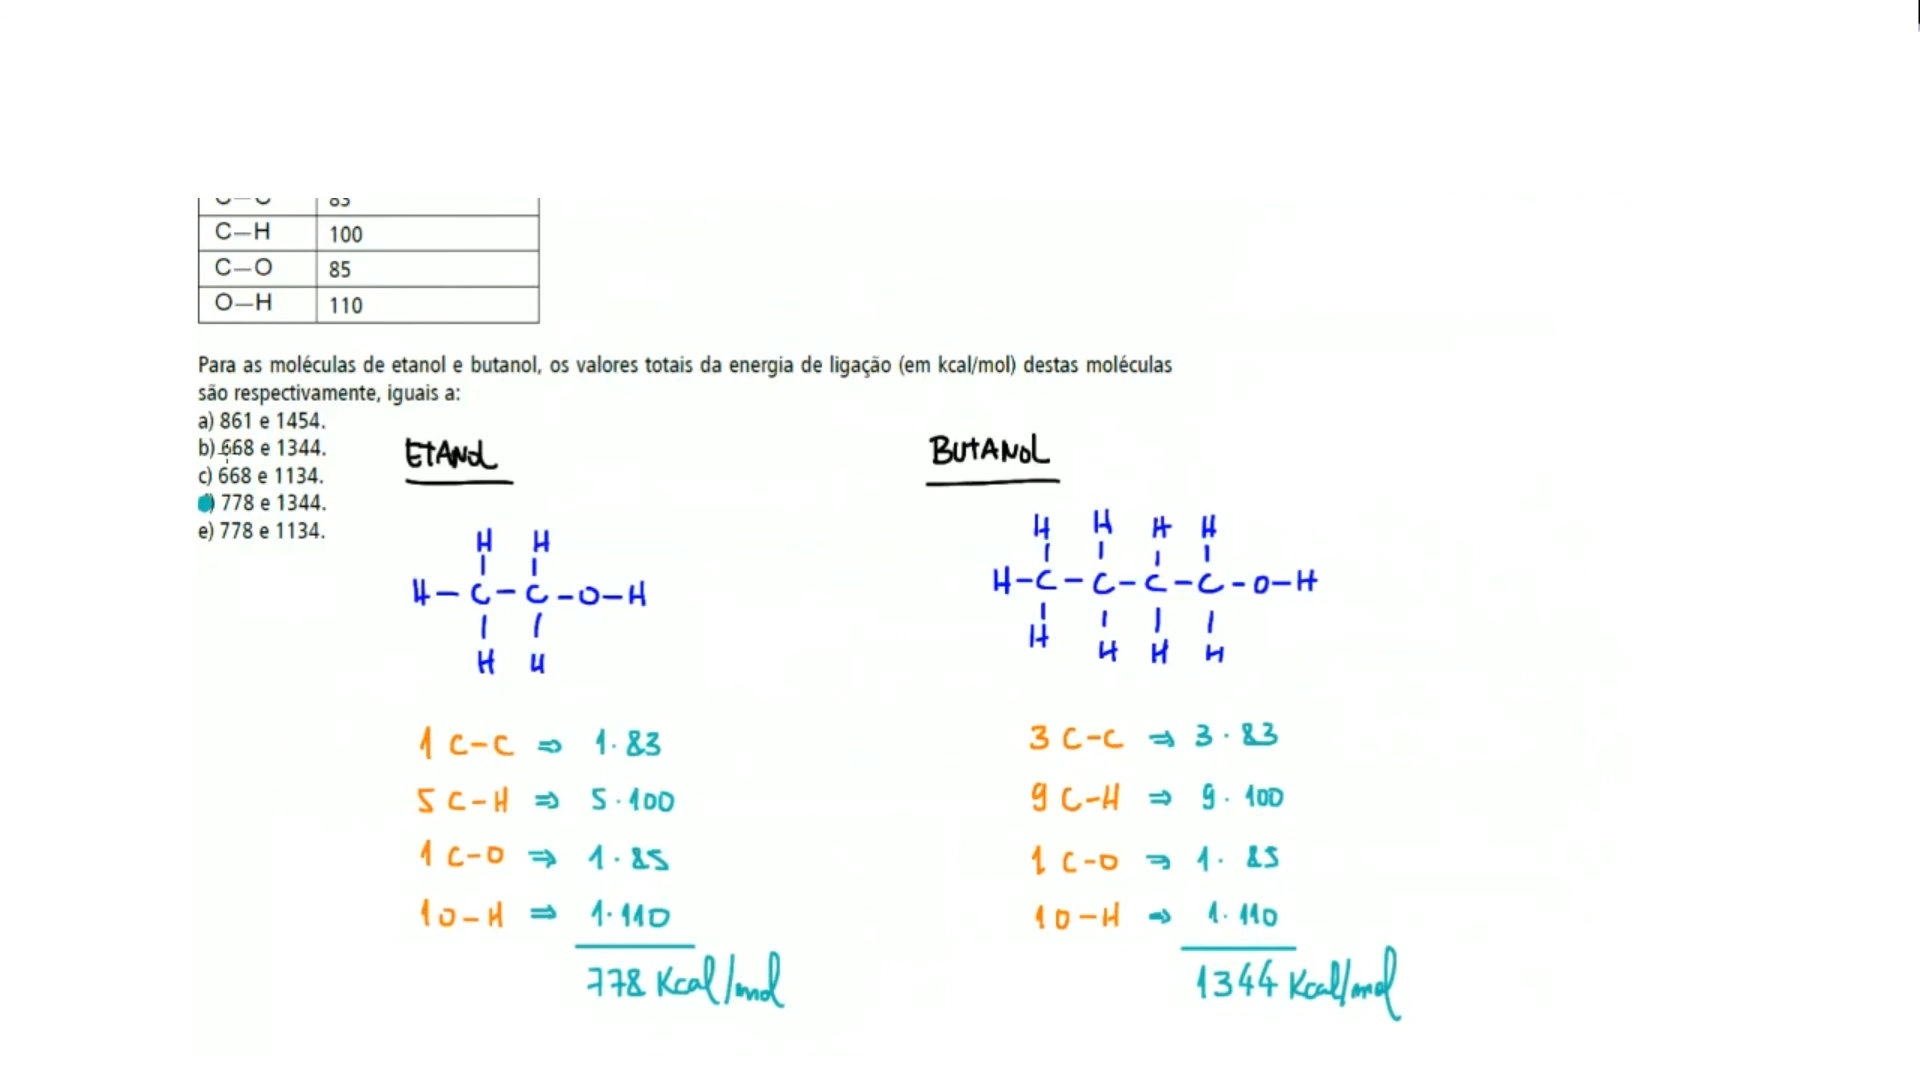 C—C 83
C—H 100
C—O 85
O—H 110
Para as moléculas de etanol e butanol, os valores totais da energia de ligação (em kcal/mol) destas moléculas
são respectivamente, iguais a:
a) 861 e 1454.
b) 668 e 1344.
c) 668 e 1134.
) 778 e 1344.
e) 778 e 1134.
ETANOL
H H
H–C–C–O–H
H H
1 C–C ⇒ 1·83
5 C–H ⇒ 5·100
1 C–O ⇒ 1·85
1 O–H ⇒ 1·110
778 Kcal/mol
BUTANOL
H H H H
H–C–C–C–C–O–H
H H H H
3 C–C ⇒ 3·83
9 C–H ⇒ 9·100
1 C–O ⇒ 1·85
1 O–H ⇒ 1·110
1344 Kcal/mol